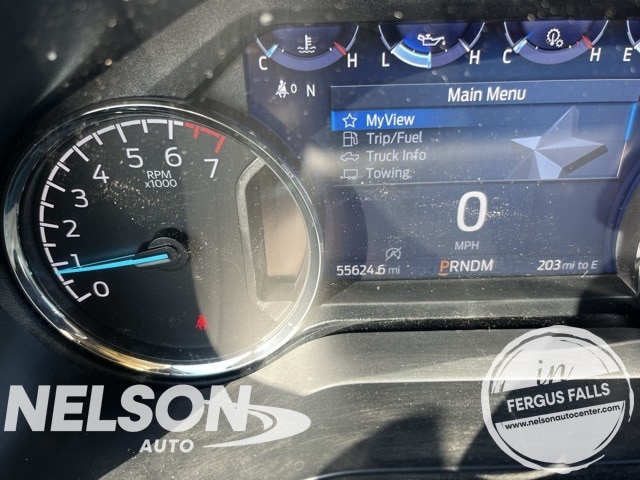 C H L H C H E
0 N
Main Menu
MyView
Trip/Fuel
Truck Info
Towing
0
MPH
55624.6 mi PRNDM 203 mi to E
0 1 2 3 4 5 6 7
RPM
x1000
NELSON
AUTO
in
FERGUS FALLS
www.nelsonautocenter.com